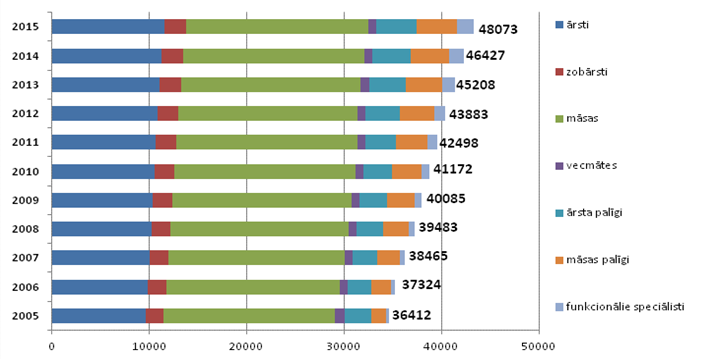 2015
48073
2014
46427
2013
45208
2012
43883
2011
42498
2010
41172
2009
40085
2008
39483
2007
38465
2006
37324
2005
36412
0 10000 20000 30000 40000 50000
ārsti
zobārsti
māsas
vecmātes
ārsta palīgi
māsas palīgi
funkcionālie speciālisti